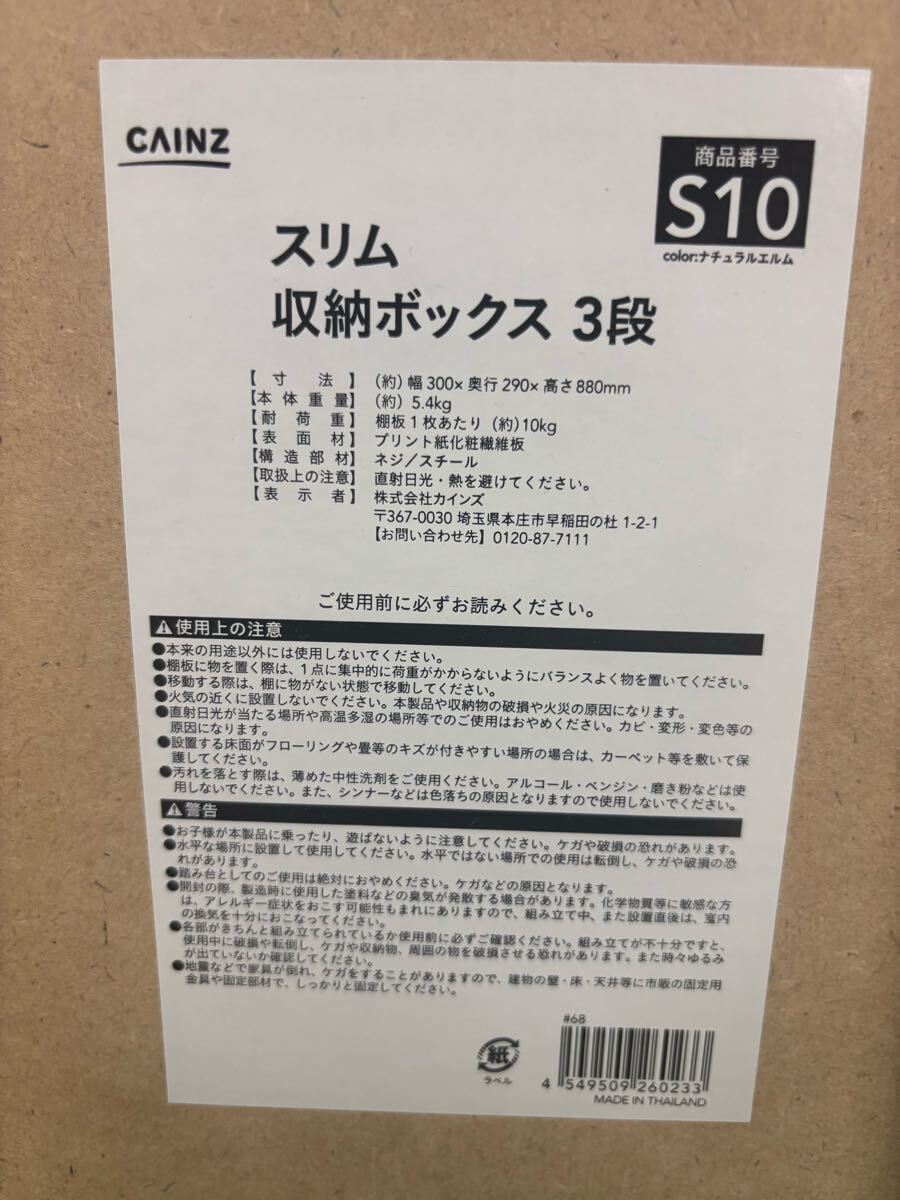 CAINZ
商品番号
S10
color:ナチュラルエルム
スリム
収納ボックス 3段
【寸法】 (約) 幅 300× 奥行 290× 高さ 880mm
【本体重量】 (約) 5.4kg
【耐荷重】 棚板 1 枚あたり (約)10kg
【表面材】 プリント紙化粧繊維板
【構造部材】 ネジ／スチール
【取扱上の注意】 直射日光・熱を避けてください。
【表示者】 株式会社カインズ
〒367-0030 埼玉県本庄市早稲田の杜 1-2-1
【お問い合わせ先】0120-87-7111
ご使用前に必ずお読みください。
⚠使用上の注意
●本来の用途以外には使用しないでください。
●棚板に物を置く際は、1点に集中的に荷重がかからないようにバランスよく物を置いてください。
●移動する際は、棚に物がない状態で移動してください。
●火気の近くに設置しないでください。本製品や収納物の破損や火災の原因になります。
●直射日光が当たる場所や高温多湿の場所等でのご使用はおやめください。カビ・変形・変色等の
原因になります。
●設置する床面がフローリングや畳等のキズが付きやすい場所の場合は、カーペット等を敷いて保
護してください。
●汚れを落とす際は、薄めた中性洗剤をご使用ください。アルコール・ベンジン・磨き粉などは使
用しないでください。また、シンナーなどは色落ちの原因となりますので使用しないでください。
⚠警告
●お子様が本製品に乗ったり、遊ばないように注意してください。ケガや破損の恐れがあります。
●水平な場所に設置して使用してください。水平ではない場所での使用は転倒し、ケガや破損の恐
れがあります。
●踏み台としてのご使用は絶対におやめください。ケガなどの原因となります。
●開封の際、製造時に使用した塗料などの臭気が発散する場合があります。化学物質等に敏感な方
は、アレルギー症状をおこす可能性もまれにありますので、組み立て中、また設置直後は、室内
の換気を十分におこなってください。
●各部がきちんと組み立てられているか使用前に必ずご確認ください。組み立てが不十分ですと、
使用中に破損や転倒し、ケガや収納物、周囲の物を破損させる恐れがあります。また時々ゆるみ
が出ていないか確認してください。
●地震などで家具が倒れ、ケガをすることがありますので、建物の壁・床・天井等に市販の固定用
金具や固定部材で、しっかりと固定してください。
紙
ラベル
#68
4 549509 260233
MADE IN THAILAND